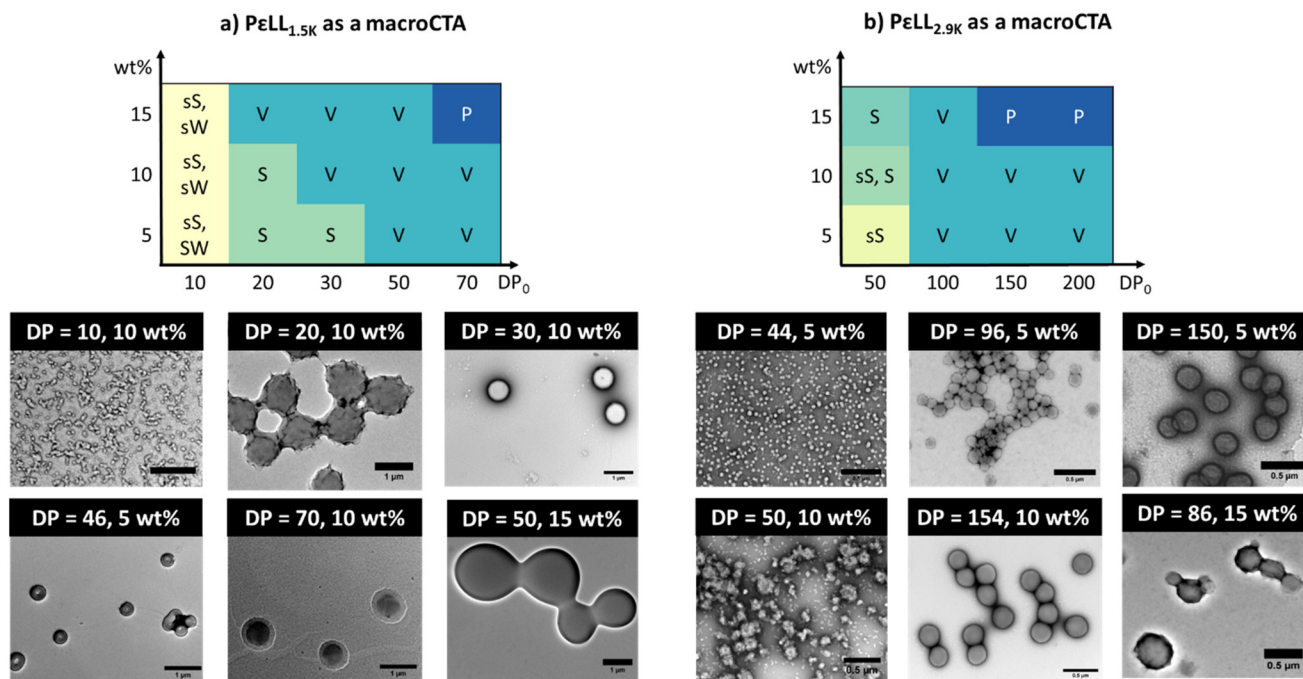 a) PεLL1.5K as a macroCTA
wt%
15
sS,
sW
V
V
V
P
10
sS,
sW
S
V
V
V
5
sS,
SW
S
S
V
V
10 20 30 50 70 DP0
DP = 10, 10 wt%
DP = 20, 10 wt%
1 μm
DP = 30, 10 wt%
1 μm
DP = 46, 5 wt%
1 μm
DP = 70, 10 wt%
1 μm
DP = 50, 15 wt%
1 μm
b) PεLL2.9K as a macroCTA
wt%
15
S
V
P
P
10
sS, S
V
V
V
5
sS
V
V
V
50 100 150 200 DP0
DP = 44, 5 wt%
DP = 96, 5 wt%
0.5 μm
DP = 150, 5 wt%
0.5 μm
DP = 50, 10 wt%
0.5 μm
DP = 154, 10 wt%
0.5 μm
DP = 86, 15 wt%
0.5 μm